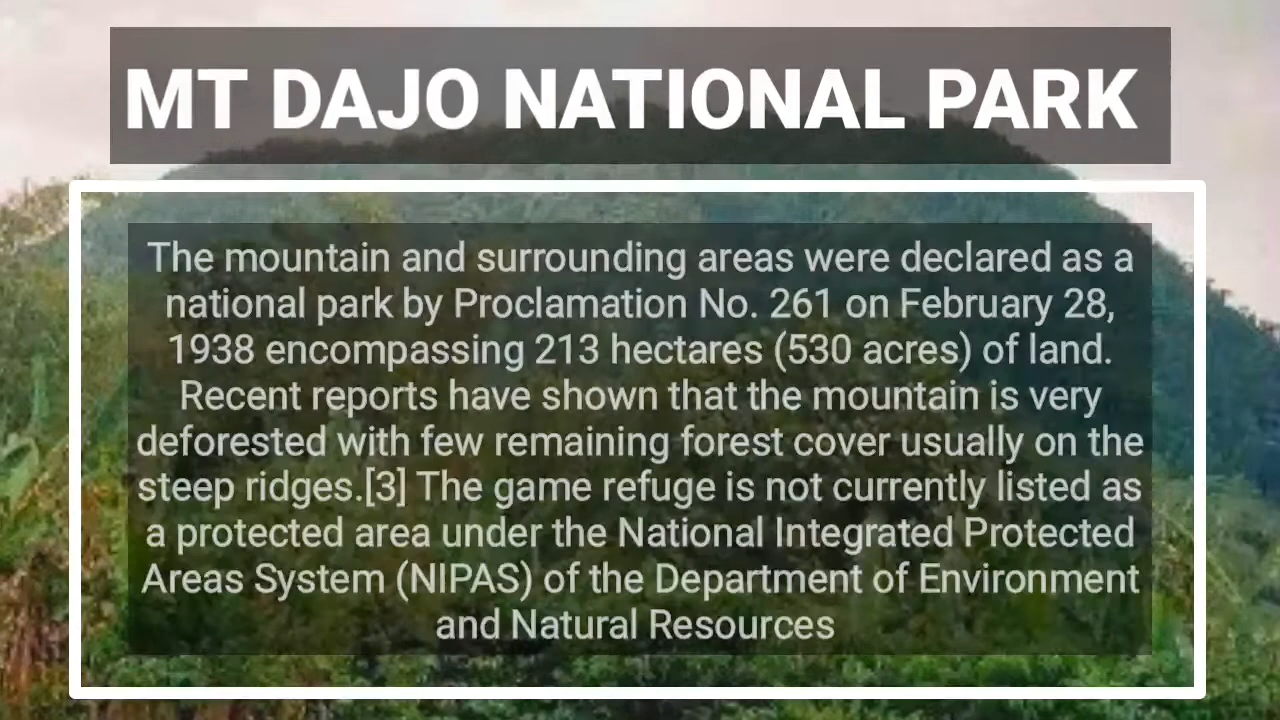 MT DAJO NATIONAL PARK
The mountain and surrounding areas were declared as a
national park by Proclamation No. 261 on February 28,
1938 encompassing 213 hectares (530 acres) of land.
Recent reports have shown that the mountain is very
deforested with few remaining forest cover usually on the
steep ridges.[3] The game refuge is not currently listed as
a protected area under the National Integrated Protected
Areas System (NIPAS) of the Department of Environment
and Natural Resources